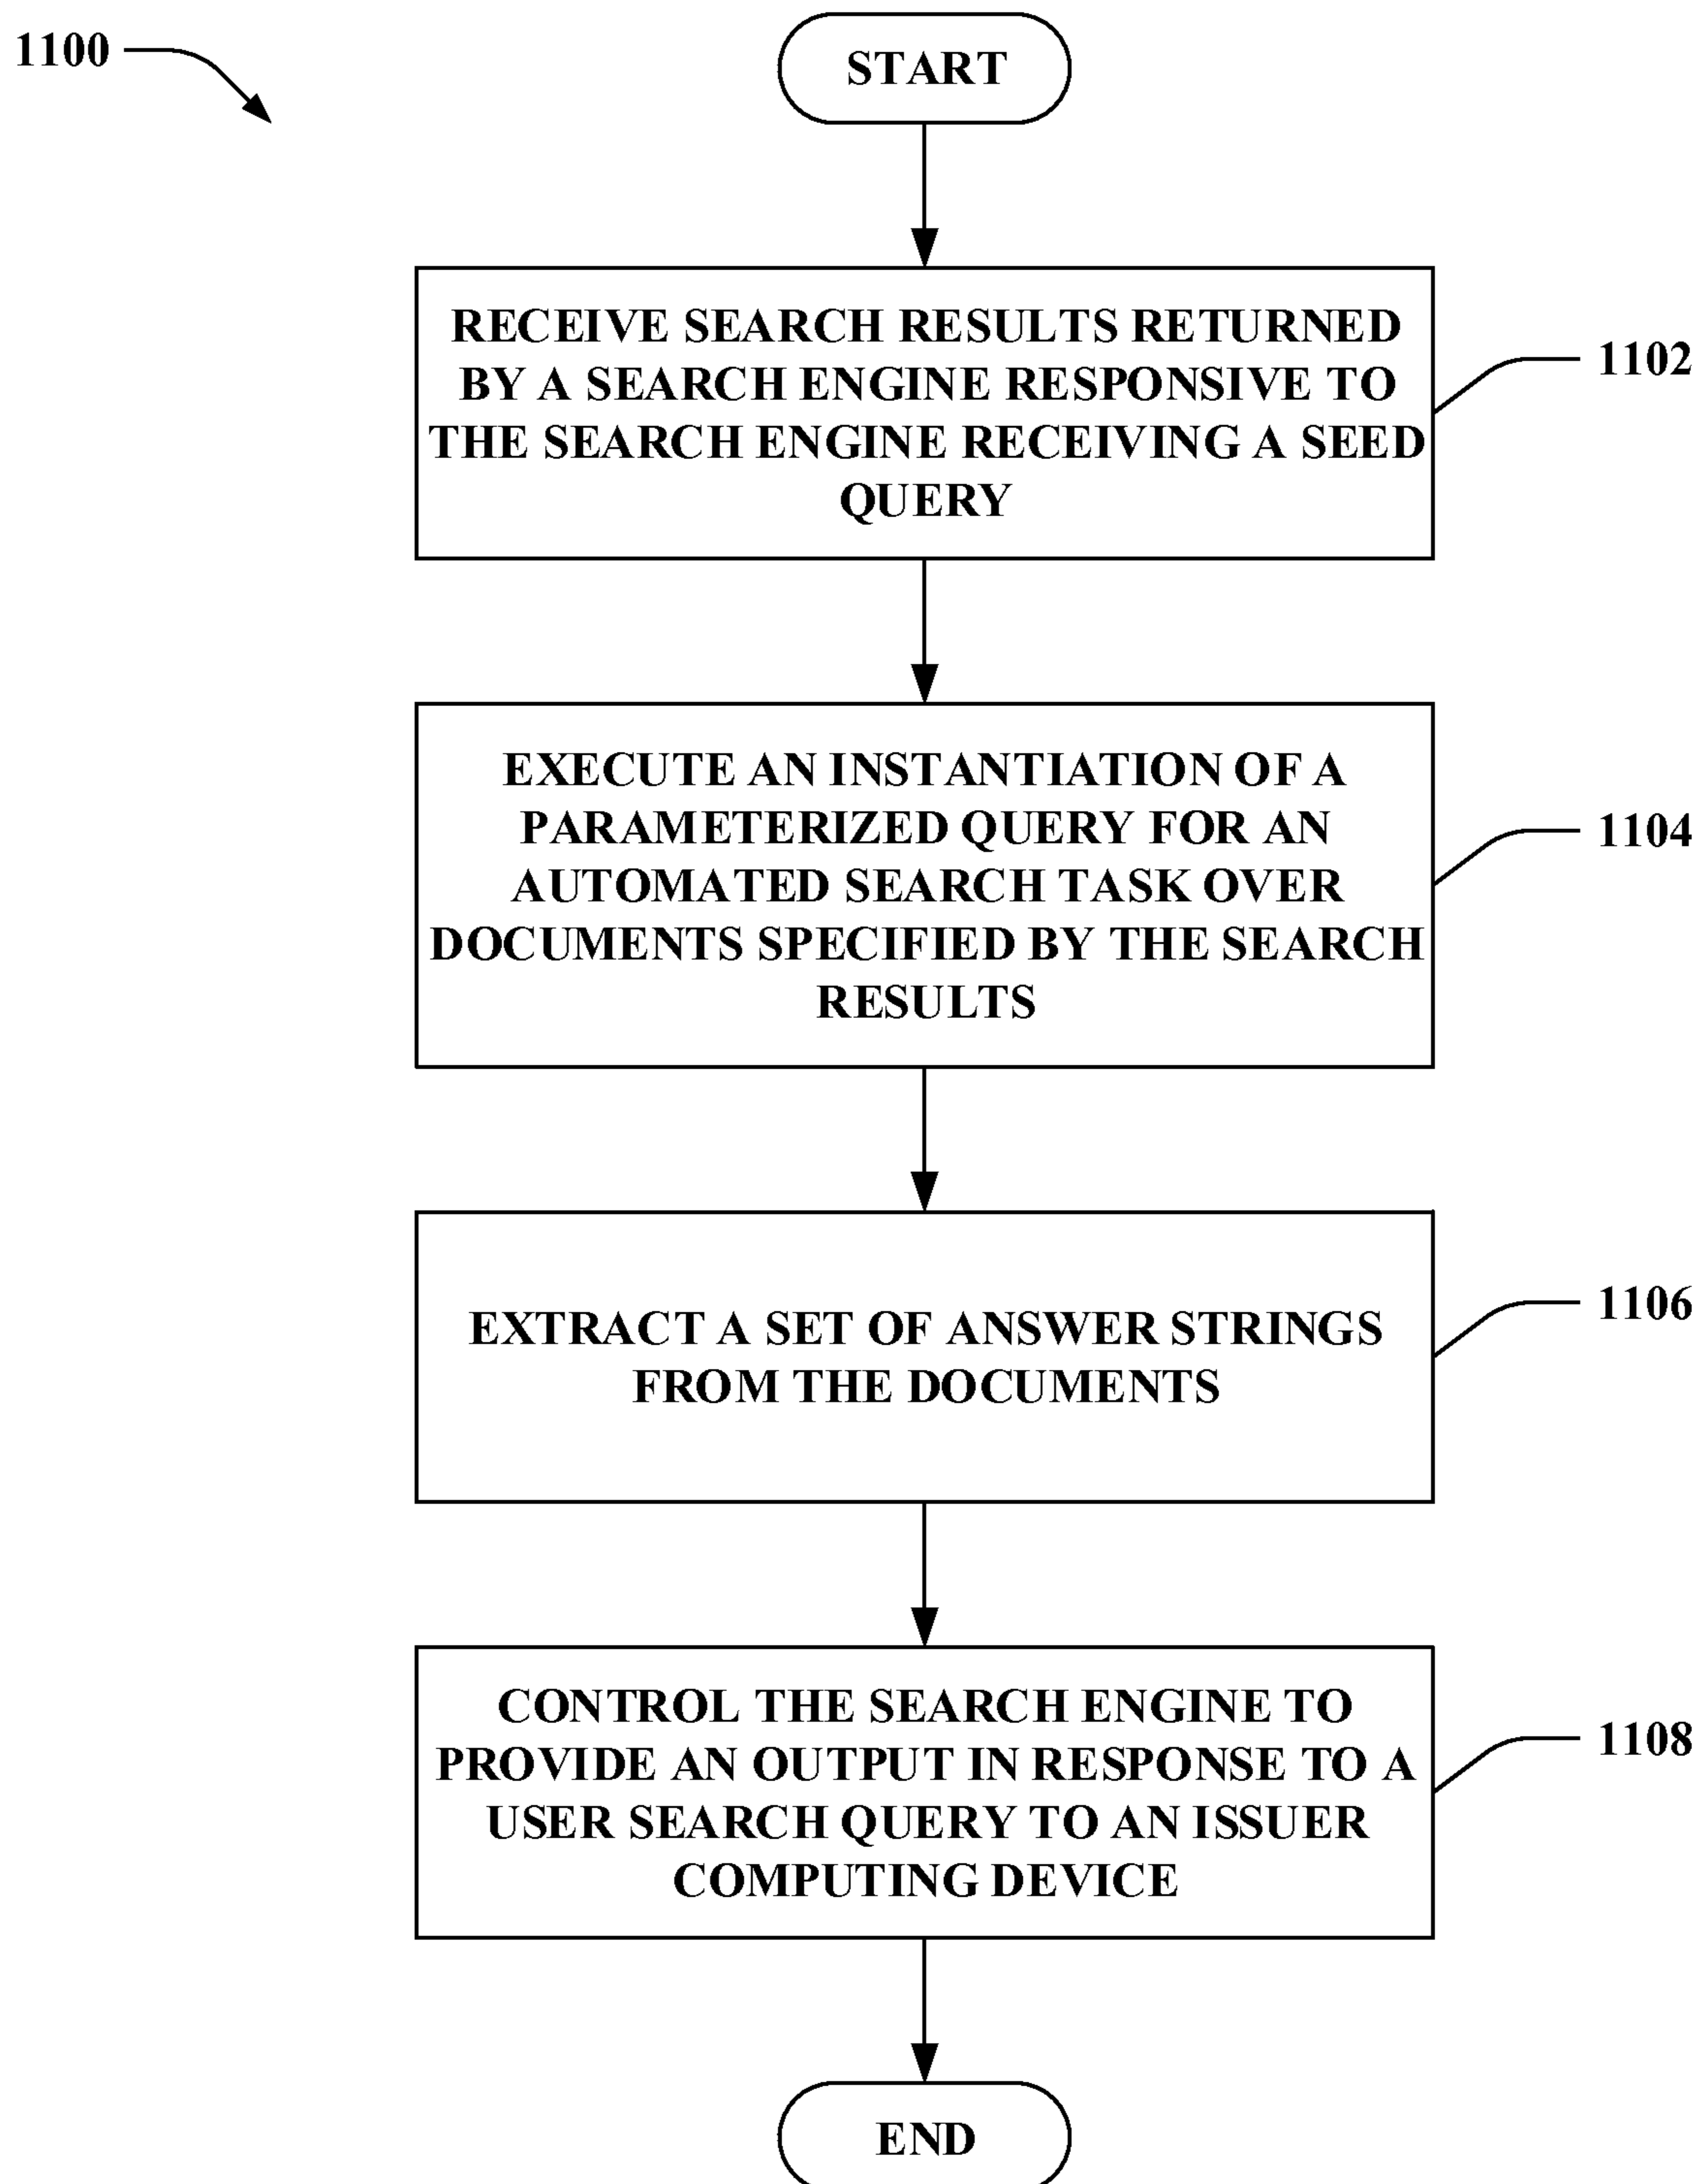 1100
START
RECEIVE SEARCH RESULTS RETURNED
BY A SEARCH ENGINE RESPONSIVE TO
THE SEARCH ENGINE RECEIVING A SEED
QUERY
1102
EXECUTE AN INSTANTIATION OF A
PARAMETERIZED QUERY FOR AN
AUTOMATED SEARCH TASK OVER
DOCUMENTS SPECIFIED BY THE SEARCH
RESULTS
1104
EXTRACT A SET OF ANSWER STRINGS
FROM THE DOCUMENTS
1106
CONTROL THE SEARCH ENGINE TO
PROVIDE AN OUTPUT IN RESPONSE TO A
USER SEARCH QUERY TO AN ISSUER
COMPUTING DEVICE
1108
END